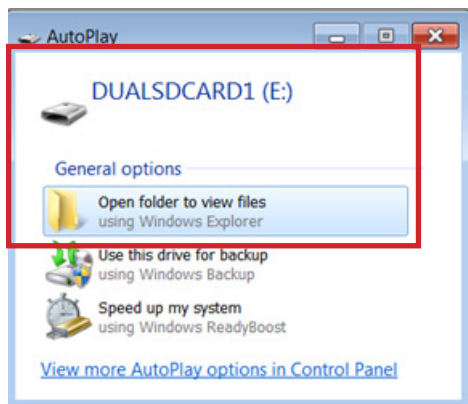 AutoPlay
DUALSDCARD1 (E:)
General options
Open folder to view files
using Windows Explorer
Use this drive for backup
using Windows Backup
Speed up my system
using Windows ReadyBoost
View more AutoPlay options in Control Panel